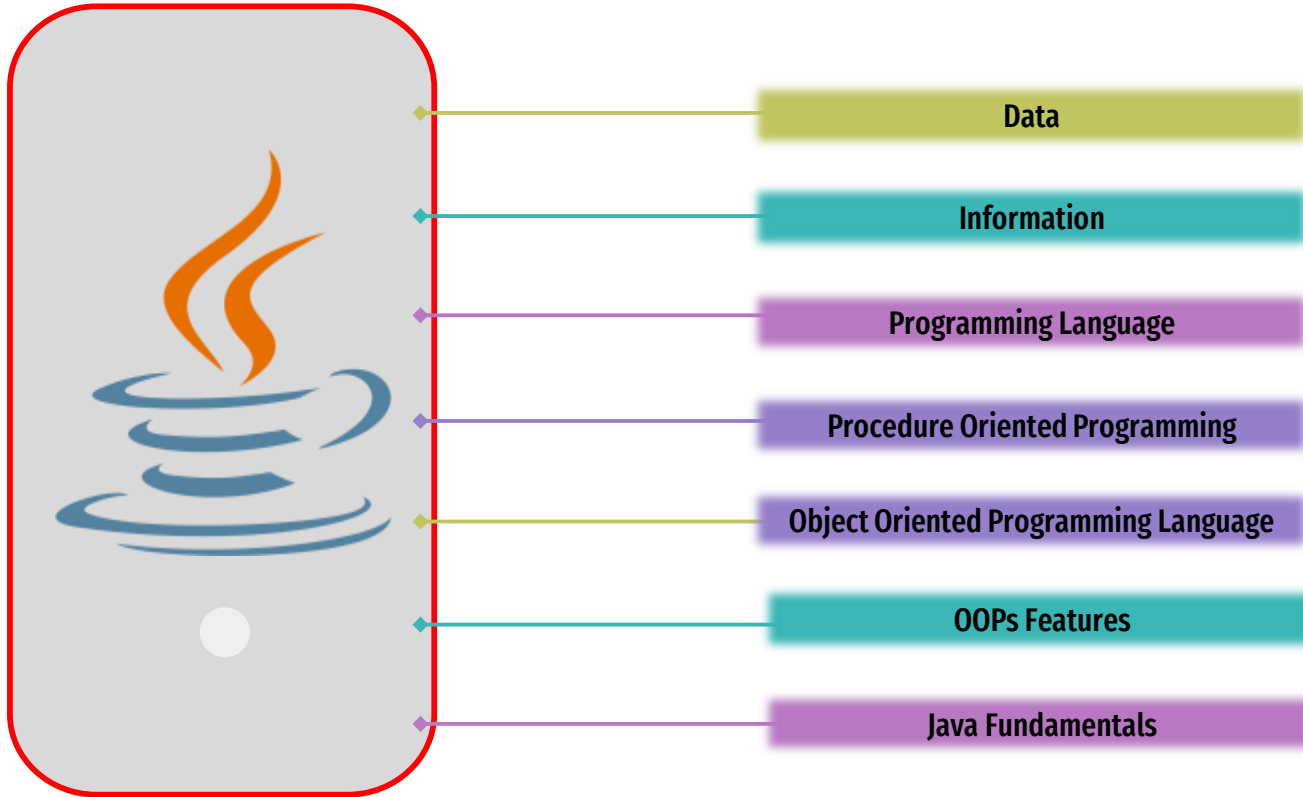 Data
Information
Programming Language
Procedure Oriented Programming
Object Oriented Programming Language
OOPs Features
Java Fundamentals